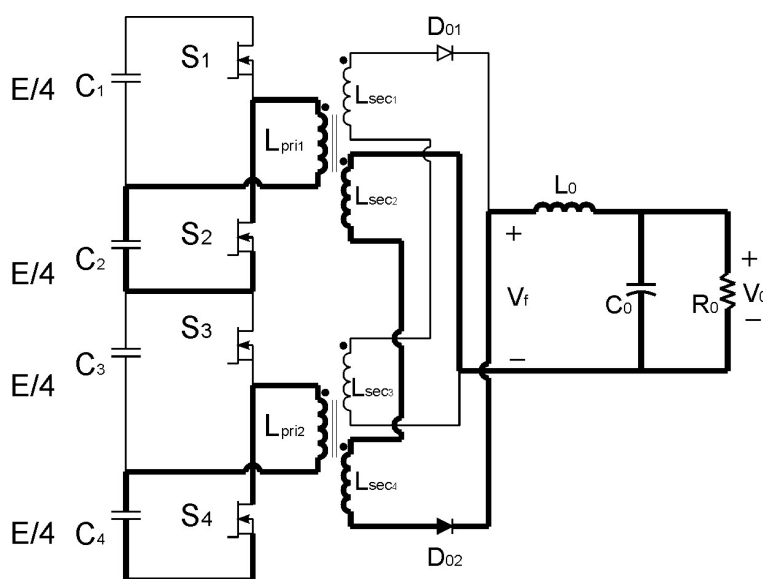 D01
S1
E/4 C1
Lsec1
Lpri1
Lsec2
L0
S2
+
+
E/4 C2
Vf
C0
R0
V0
S3
−
−
E/4 C3
Lsec3
Lpri2
Lsec4
S4
E/4 C4
D02